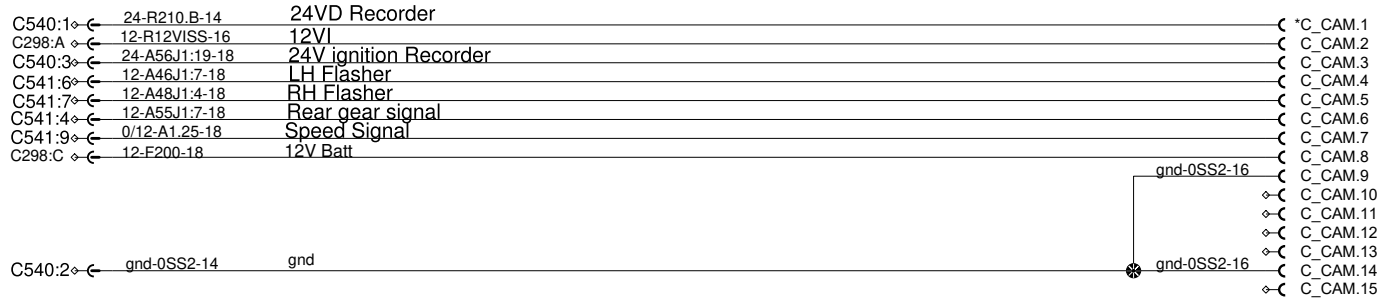 C540:1 24-R210.B-14 24VD Recorder *C_CAM.1
C298:A 12-R12VISS-16 12VI C_CAM.2
C540:3 24-A56J1:19-18 24V ignition Recorder C_CAM.3
C541:6 12-A46J1:7-18 LH Flasher C_CAM.4
C541:7 12-A48J1:4-18 RH Flasher C_CAM.5
C541:4 12-A55J1:7-18 Rear gear signal C_CAM.6
C541:9 0/12-A1.25-18 Speed Signal C_CAM.7
C298:C 12-F200-18 12V Batt C_CAM.8
gnd-0SS2-16 C_CAM.9
C_CAM.10
C_CAM.11
C_CAM.12
C_CAM.13
C540:2 gnd-0SS2-14 gnd gnd-0SS2-16 C_CAM.14
C_CAM.15